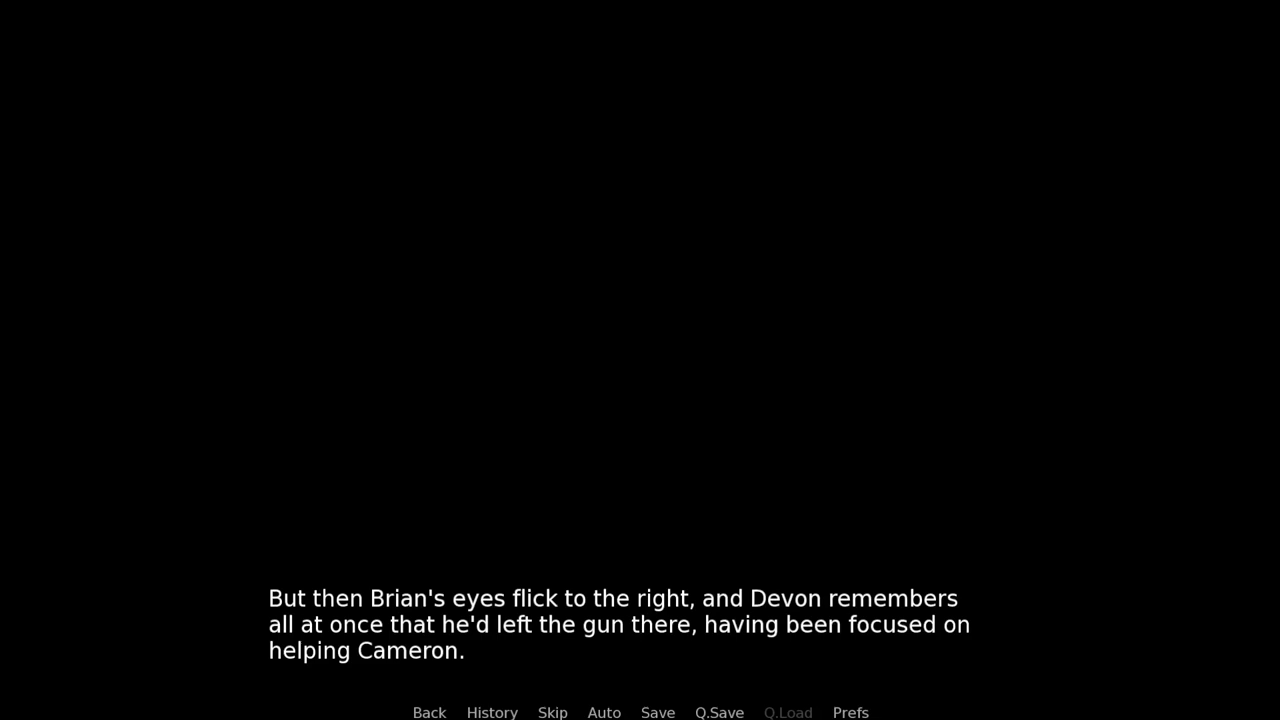 But then Brian's eyes flick to the right, and Devon remembers
all at once that he'd left the gun there, having been focused on
helping Cameron.
Back History Skip Auto Save Q.Save Q.Load Prefs